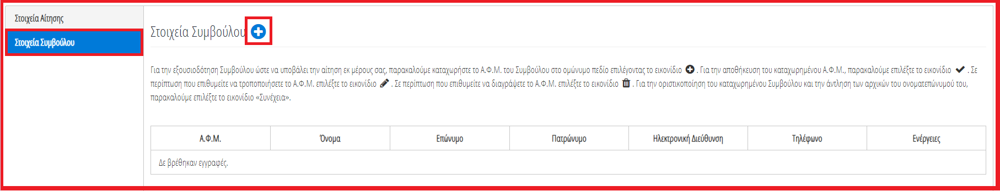 Στοιχεία Αίτησης
Στοιχεία Συμβούλου
Στοιχεία Συμβούλου
Για την εξουσιοδότηση Συμβούλου ώστε να υποβάλει την αίτηση εκ μέρους σας, παρακαλούμε καταχωρήστε το Α.Φ.Μ. του Συμβούλου στο ομώνυμο πεδίο επιλέγοντας το εικονίδιο . Για την αποθήκευση του καταχωρημένου Α.Φ.Μ., παρακαλούμε επιλέξτε το εικονίδιο . Σε
περίπτωση που επιθυμείτε να τροποποιήσετε το Α.Φ.Μ. επιλέξτε το εικονίδιο . Σε περίπτωση που επιθυμείτε να διαγράψετε το Α.Φ.Μ. επιλέξτε το εικονίδιο . Για την οριστικοποίηση του καταχωρημένου Συμβούλου και την άντληση των αρχικών του ονοματεπώνυμού του,
παρακαλούμε επιλέξτε το εικονίδιο «Συνέχεια».
Α.Φ.Μ. Όνομα Επώνυμο Πατρώνυμο Ηλεκτρονική Διεύθυνση Τηλέφωνο Ενέργειες
Δε βρέθηκαν εγγραφές.